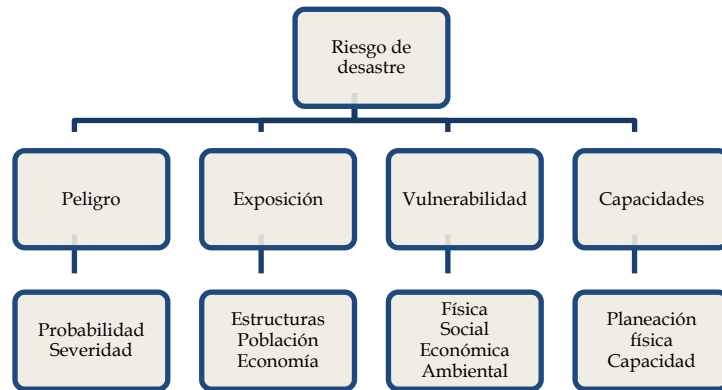 Riesgo de
desastre
Peligro
Exposición
Vulnerabilidad
Capacidades
Probabilidad
Severidad
Estructuras
Población
Economía
Física
Social
Económica
Ambiental
Planeación
física
Capacidad